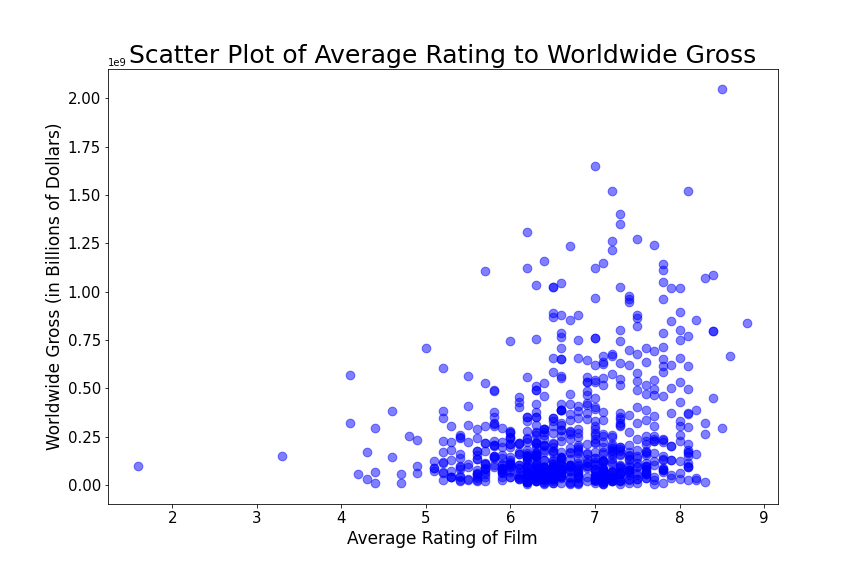 Scatter Plot of Average Rating to Worldwide Gross
1e9
2.00
1.75
1.50
1.25
1.00
0.75
0.50
0.25
0.00
Worldwide Gross (in Billions of Dollars)
2 3 4 5 6 7 8 9
Average Rating of Film